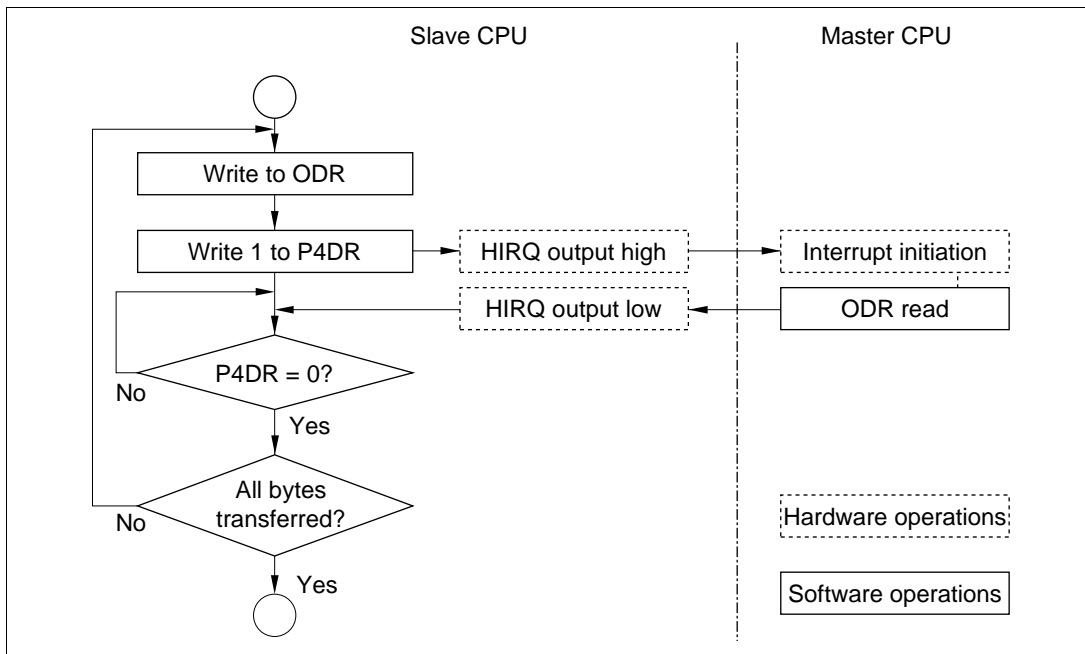 Slave CPU
Master CPU
Write to ODR
Write 1 to P4DR
HIRQ output high
Interrupt initiation
HIRQ output low
ODR read
P4DR = 0?
No
Yes
All bytes
transferred?
No
Yes
Hardware operations
Software operations